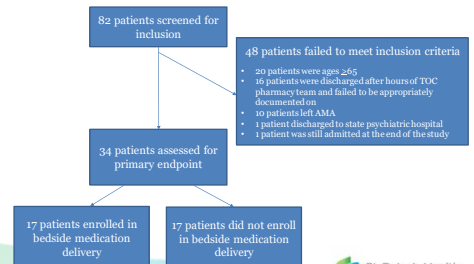 82 patients screened for
inclusion
48 patients failed to meet inclusion criteria
• 20 patients were ages ≥65
• 16 patients were discharged after hours of TOC
pharmacy team and failed to be appropriately
documented on
• 10 patients left AMA
• 1 patient discharged to state psychiatric hospital
• 1 patient was still admitted at the end of the study
34 patients assessed for
primary endpoint
17 patients enrolled in
bedside medication
delivery
17 patients did not enroll
in bedside medication
delivery